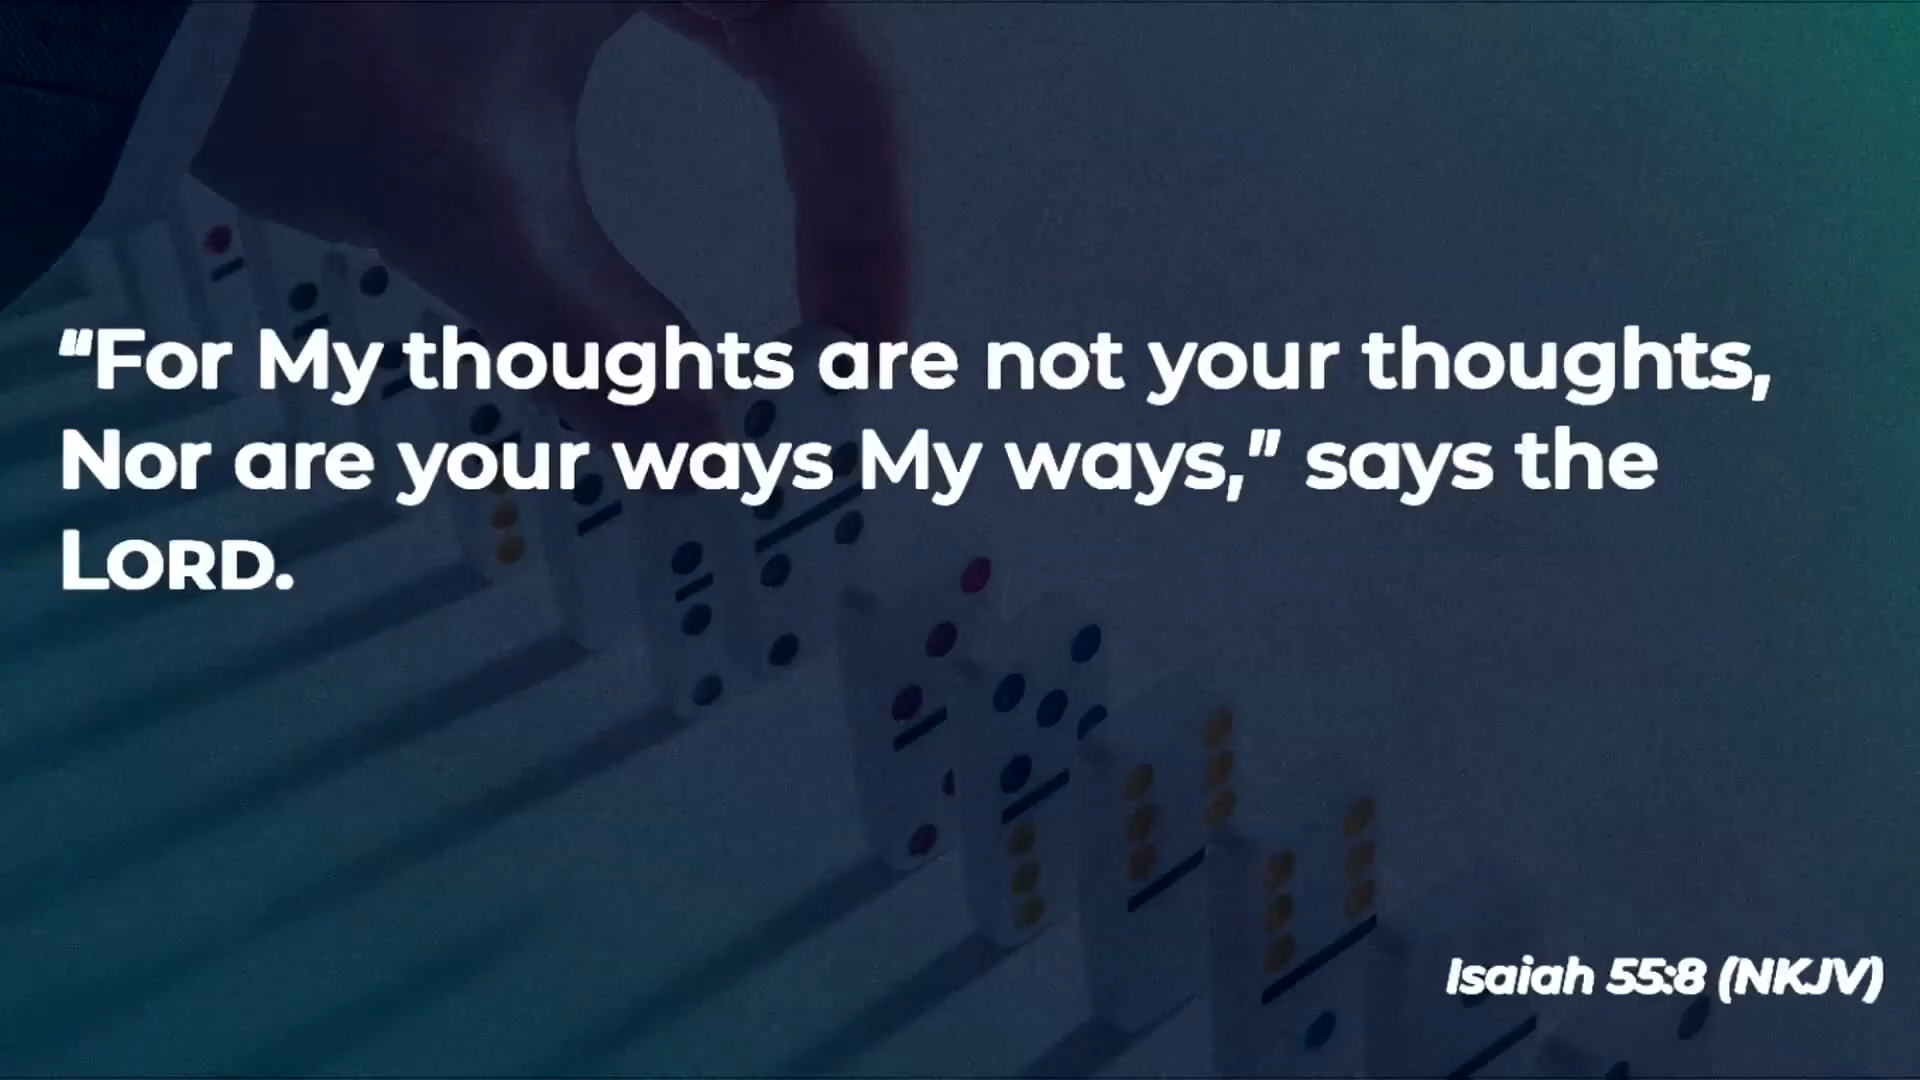 “For My thoughts are not your thoughts,
Nor are your ways My ways,” says the
LORD.
Isaiah 55:8 (NKJV)